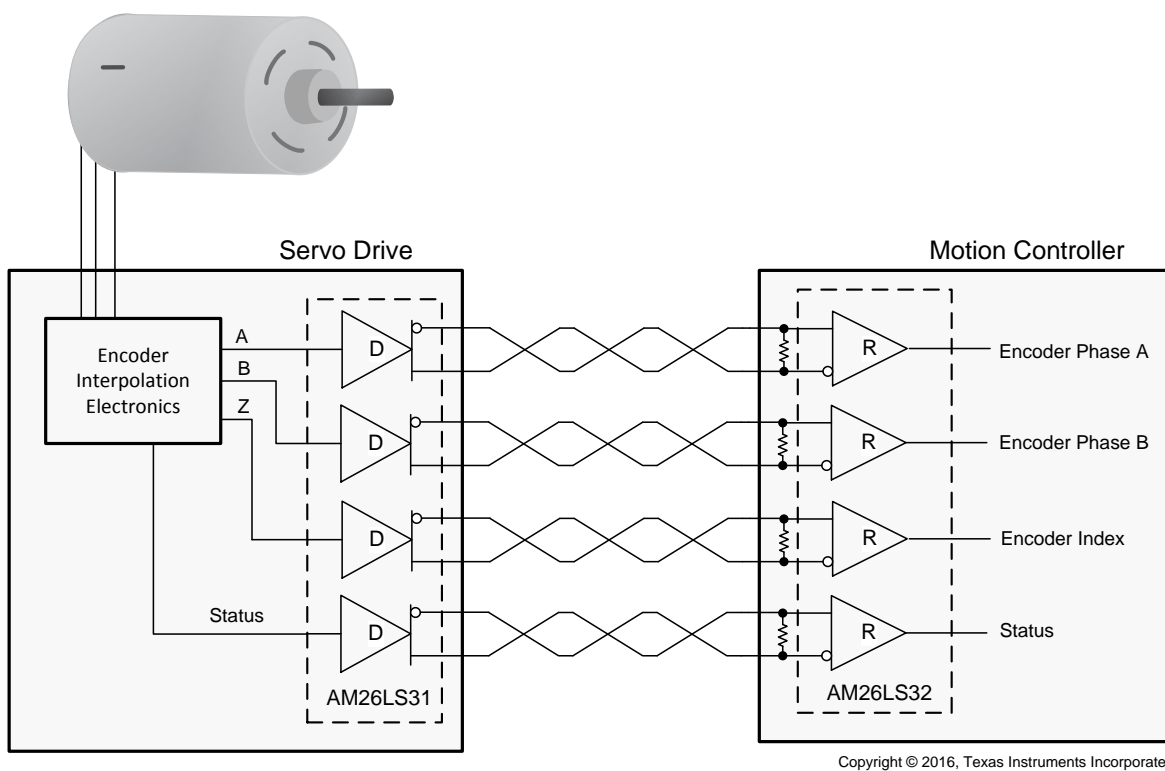 Servo Drive
Motion Controller
Encoder
Interpolation
Electronics
A
B
Z
Status
D
D
D
D
AM26LS31
R
R
R
R
AM26LS32
Encoder Phase A
Encoder Phase B
Encoder Index
Status
Copyright © 2016, Texas Instruments Incorporate